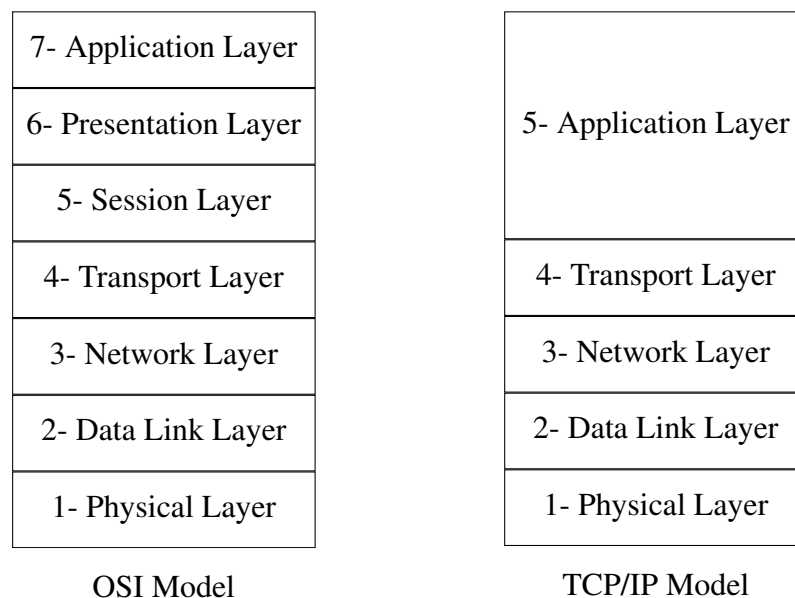 7- Application Layer
6- Presentation Layer
5- Session Layer
4- Transport Layer
3- Network Layer
2- Data Link Layer
1- Physical Layer
OSI Model
5- Application Layer
4- Transport Layer
3- Network Layer
2- Data Link Layer
1- Physical Layer
TCP/IP Model